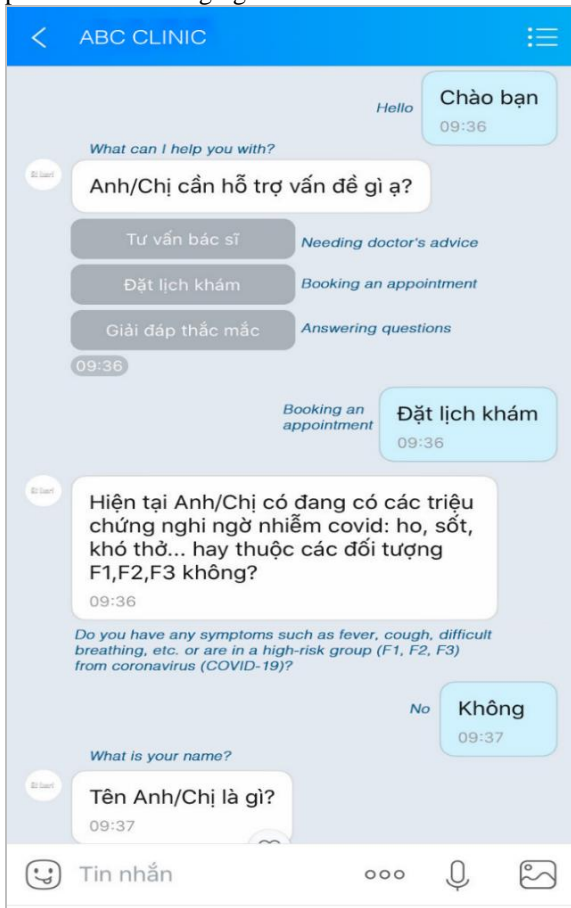 ABC CLINIC
Hello
Chào bạn
09:36
What can I help you with?
Anh/Chị cần hỗ trợ vấn đề gì ạ?
Tư vấn bác sĩ
Needing doctor's advice
Đặt lịch khám
Booking an appointment
Giải đáp thắc mắc
Answering questions
09:36
Booking an
appointment
Đặt lịch khám
09:36
Hiện tại Anh/Chị có đang có các triệu
chứng nghi ngờ nhiễm covid: ho, sốt,
khó thở... hay thuộc các đối tượng
F1,F2,F3 không?
09:36
Do you have any symptoms such as fever, cough, difficult
breathing, etc. or are in a high-risk group (F1, F2, F3)
from coronavirus (COVID-19)?
No
Không
09:37
What is your name?
Tên Anh/Chị là gì?
09:37
Tin nhắn